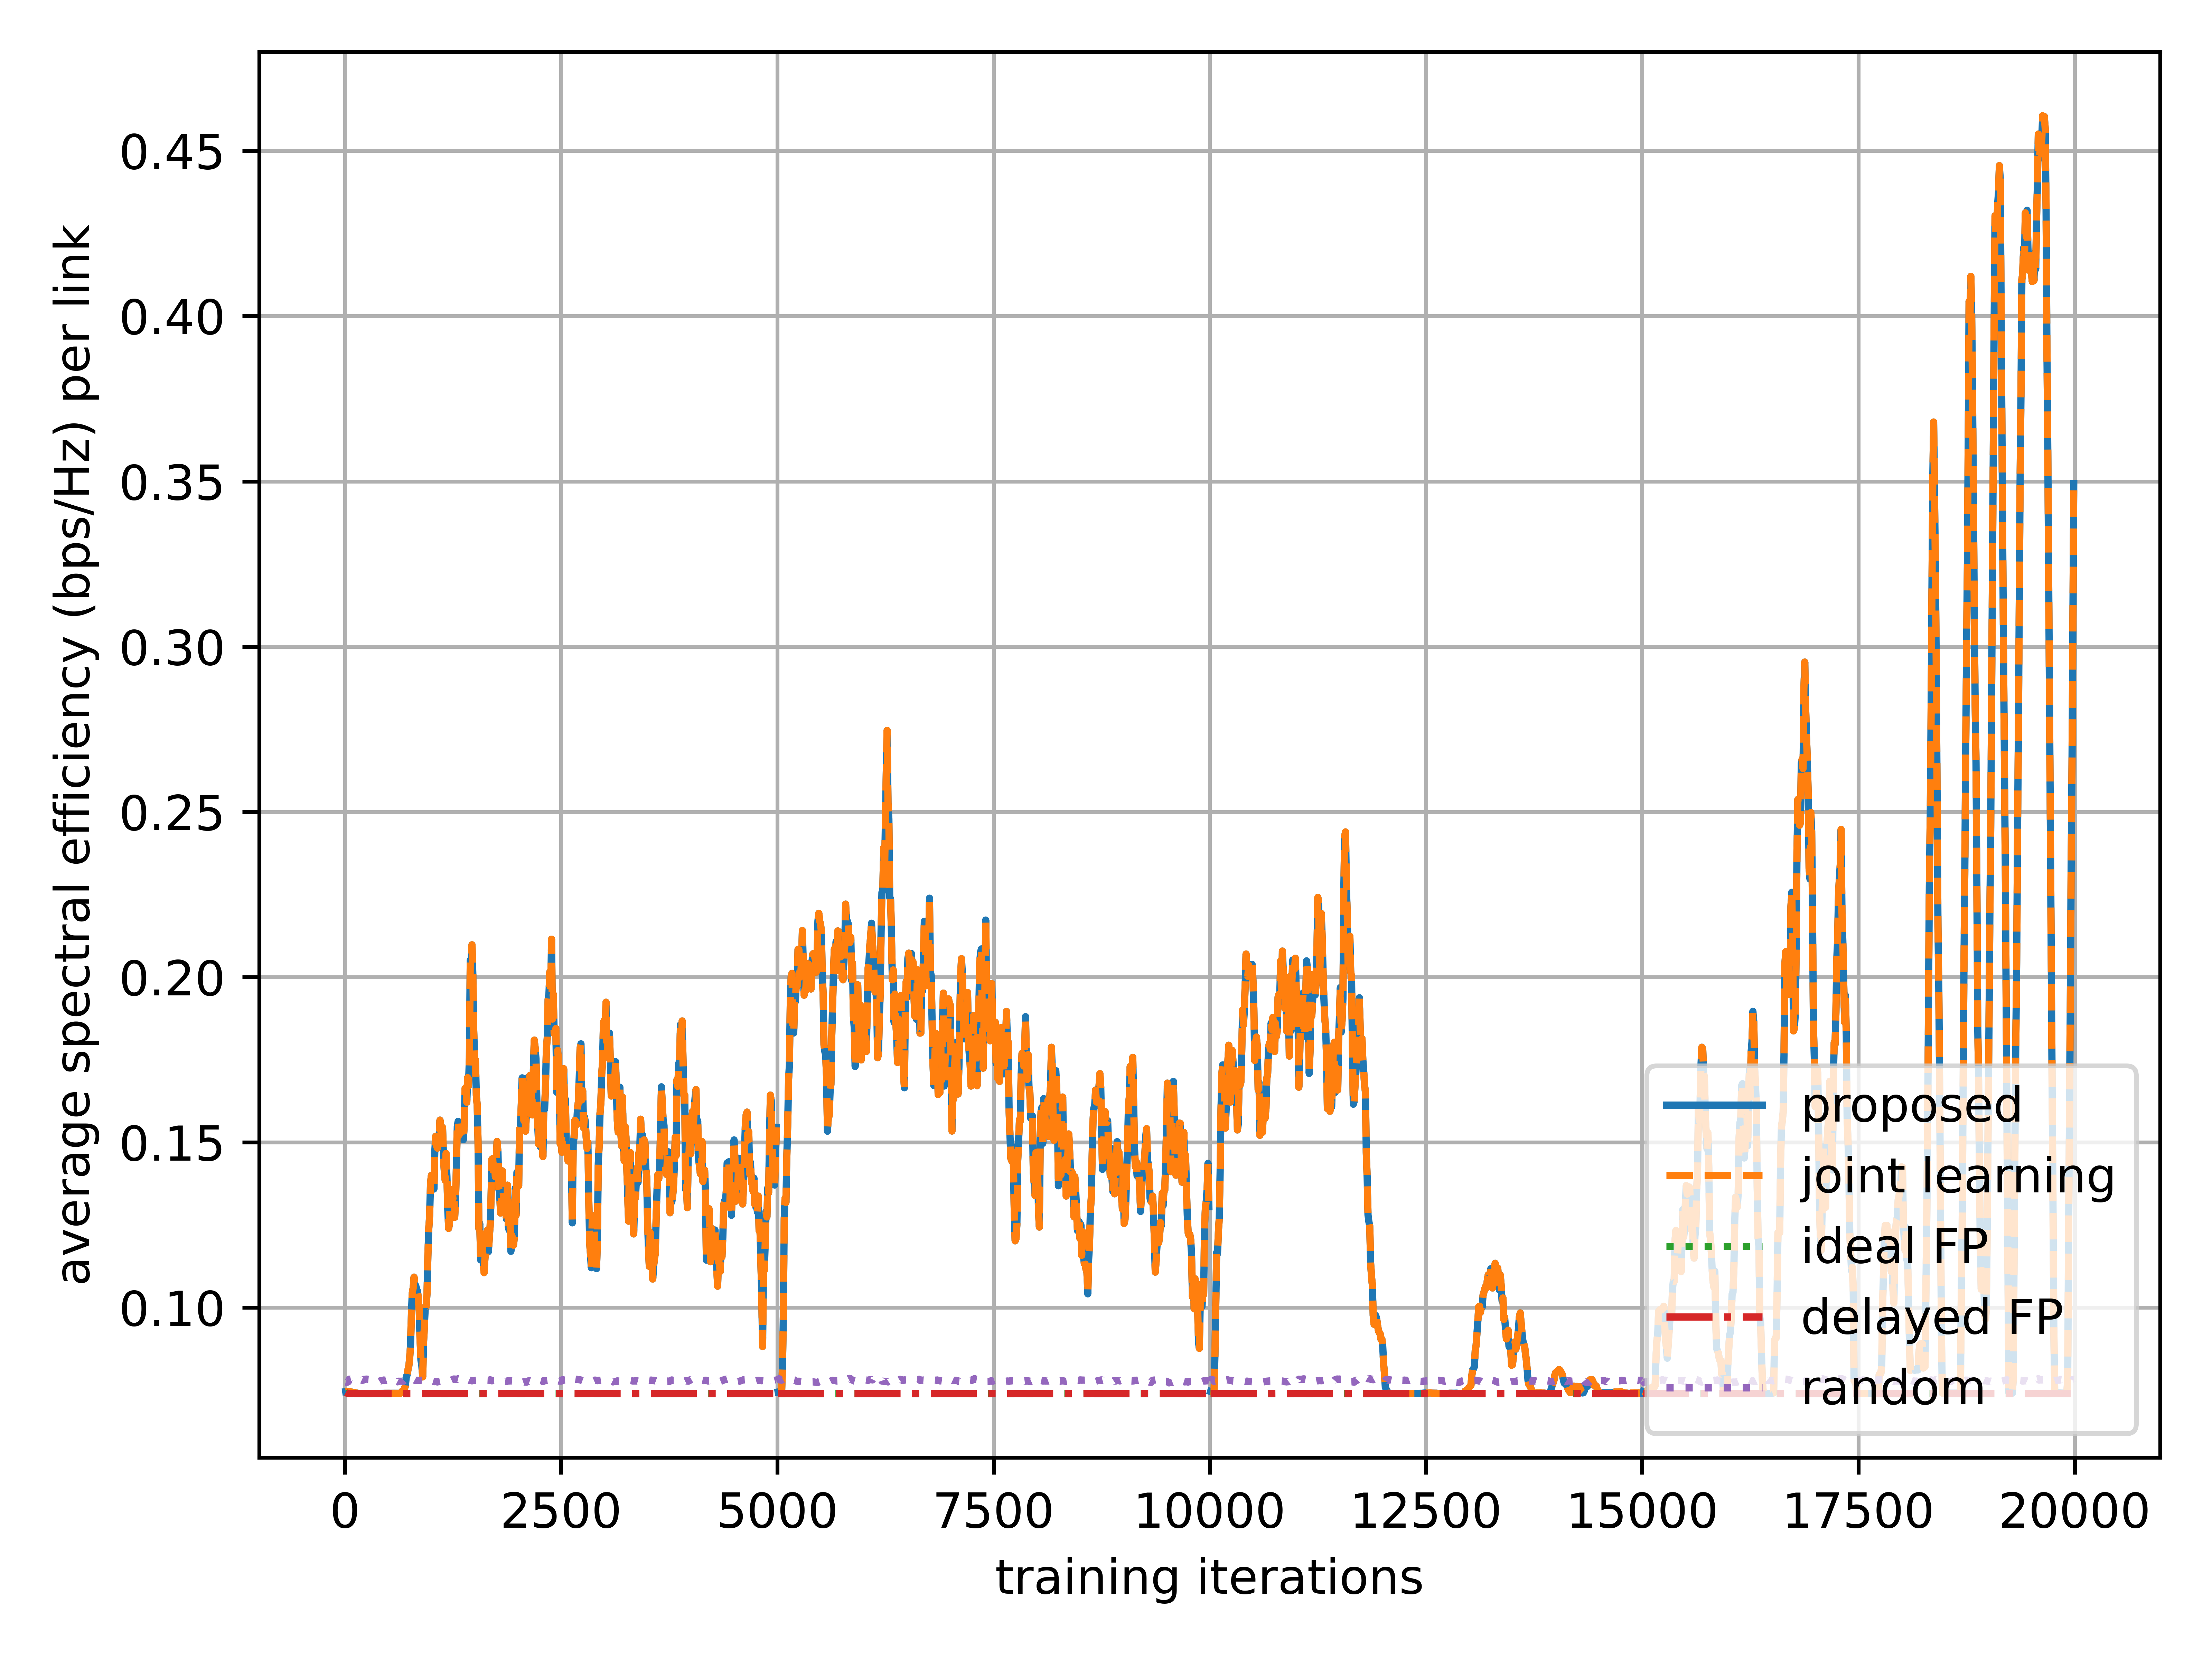 average spectral efficiency (bps/Hz) per link
0.45
0.40
0.35
0.30
0.25
0.20
0.15
0.10
proposed
joint learning
ideal FP
delayed FP
random
0 2500 5000 7500 10000 12500 15000 17500 20000
training iterations